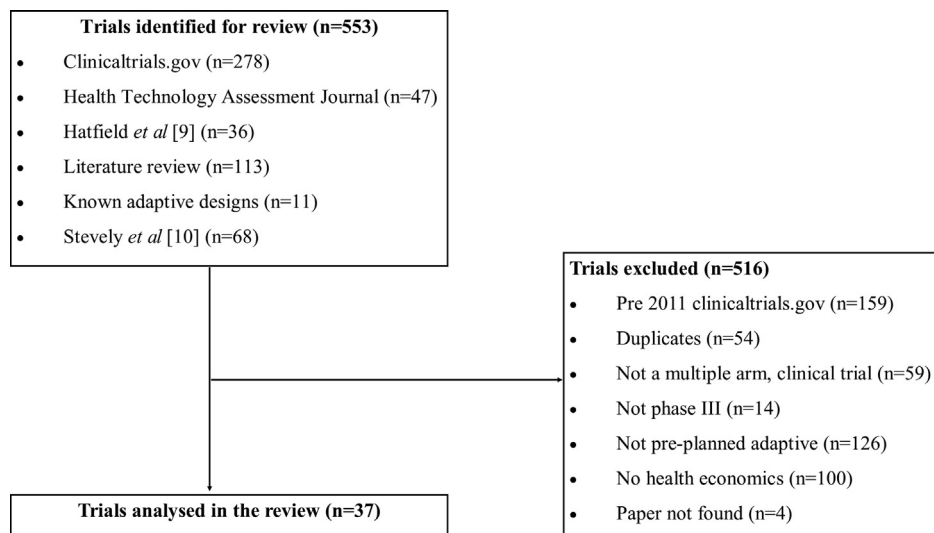 Trials identified for review (n=553)
• Clinicaltrials.gov (n=278)
• Health Technology Assessment Journal (n=47)
• Hatfield et al [9] (n=36)
• Literature review (n=113)
• Known adaptive designs (n=11)
• Stevely et al [10] (n=68)
Trials excluded (n=516)
• Pre 2011 clinicaltrials.gov (n=159)
• Duplicates (n=54)
• Not a multiple arm, clinical trial (n=59)
• Not phase III (n=14)
• Not pre-planned adaptive (n=126)
• No health economics (n=100)
• Paper not found (n=4)
Trials analysed in the review (n=37)